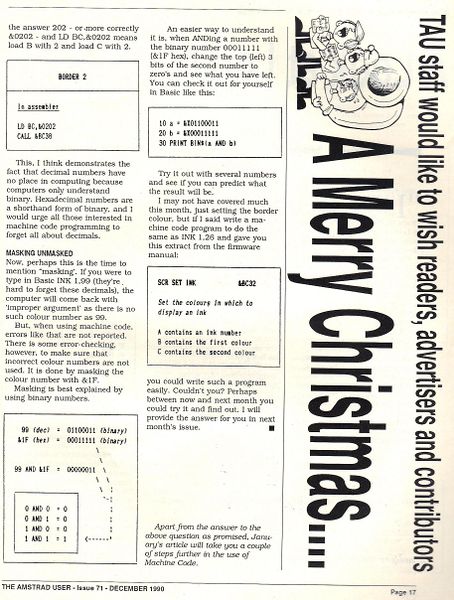 the answer 202 - or more correctly
&0202 - and LD BC,&0202 means
load B with 2 and load C with 2.
BORDER 2
in assembler
LD BC,&0202
CALL &BC38
This, I think demonstrates the
fact that decimal numbers have
no place in computing because
computers only understand
binary. Hexadecimal numbers are
a shorthand form of binary, and I
would urge all those interested in
machine code programming to
forget all about decimals.
MASKING UNMASKED
Now, perhaps this is the time to
mention "masking". If you were to
type in Basic INK 1,99 (they're
hard to forget these decimals), the
computer will come back with
'improper argument' as there is no
such colour number as 99.
But, when using machine code,
errors like that are not reported.
There is some error-checking,
however, to make sure that
incorrect colour numbers are not
used. It is done by masking the
colour number with &1F.
Masking is best explained by
using binary numbers.
99 (dec) = 01100011 (binary)
&1F (hex) = 00011111 (binary)
99 AND &1F = 00000011
0 AND 0 = 0
0 AND 1 = 0
1 AND 0 = 0
1 AND 1 = 1
An easier way to understand
it is, when ANDing a number with
the binary number 00011111
(&1F hex), change the top (left) 3
bits of the second number to
zero's and see what you have left.
You can check it out for yourself
in Basic like this:
10 a = &X01100011
20 b = &X00011111
30 PRINT BIN$(a AND b)
Try it out with several numbers
and see if you can predict what
the result will be.
I may not have covered much
this month, just setting the border
colour, but if I said write a ma-
chine code program to do the
same as INK 1,26 and gave you
this extract from the firmware
manual:
SCR SET INK &BC32
Set the colours in which to
display an ink
A contains an ink number
B contains the first colour
C contains the second colour
you could write such a program
easily. Couldn't you? Perhaps
between now and next month you
could try it and find out. I will
provide the answer for you in next
month's issue.
Apart from the answer to the
above question as promised, Janu-
ary's article will take you a couple
of steps further in the use of
Machine Code.
TAU staff would like to wish readers, advertisers and contributors
A Merry Christmas....
THE AMSTRAD USER - Issue 71 - DECEMBER 1990
Page 17